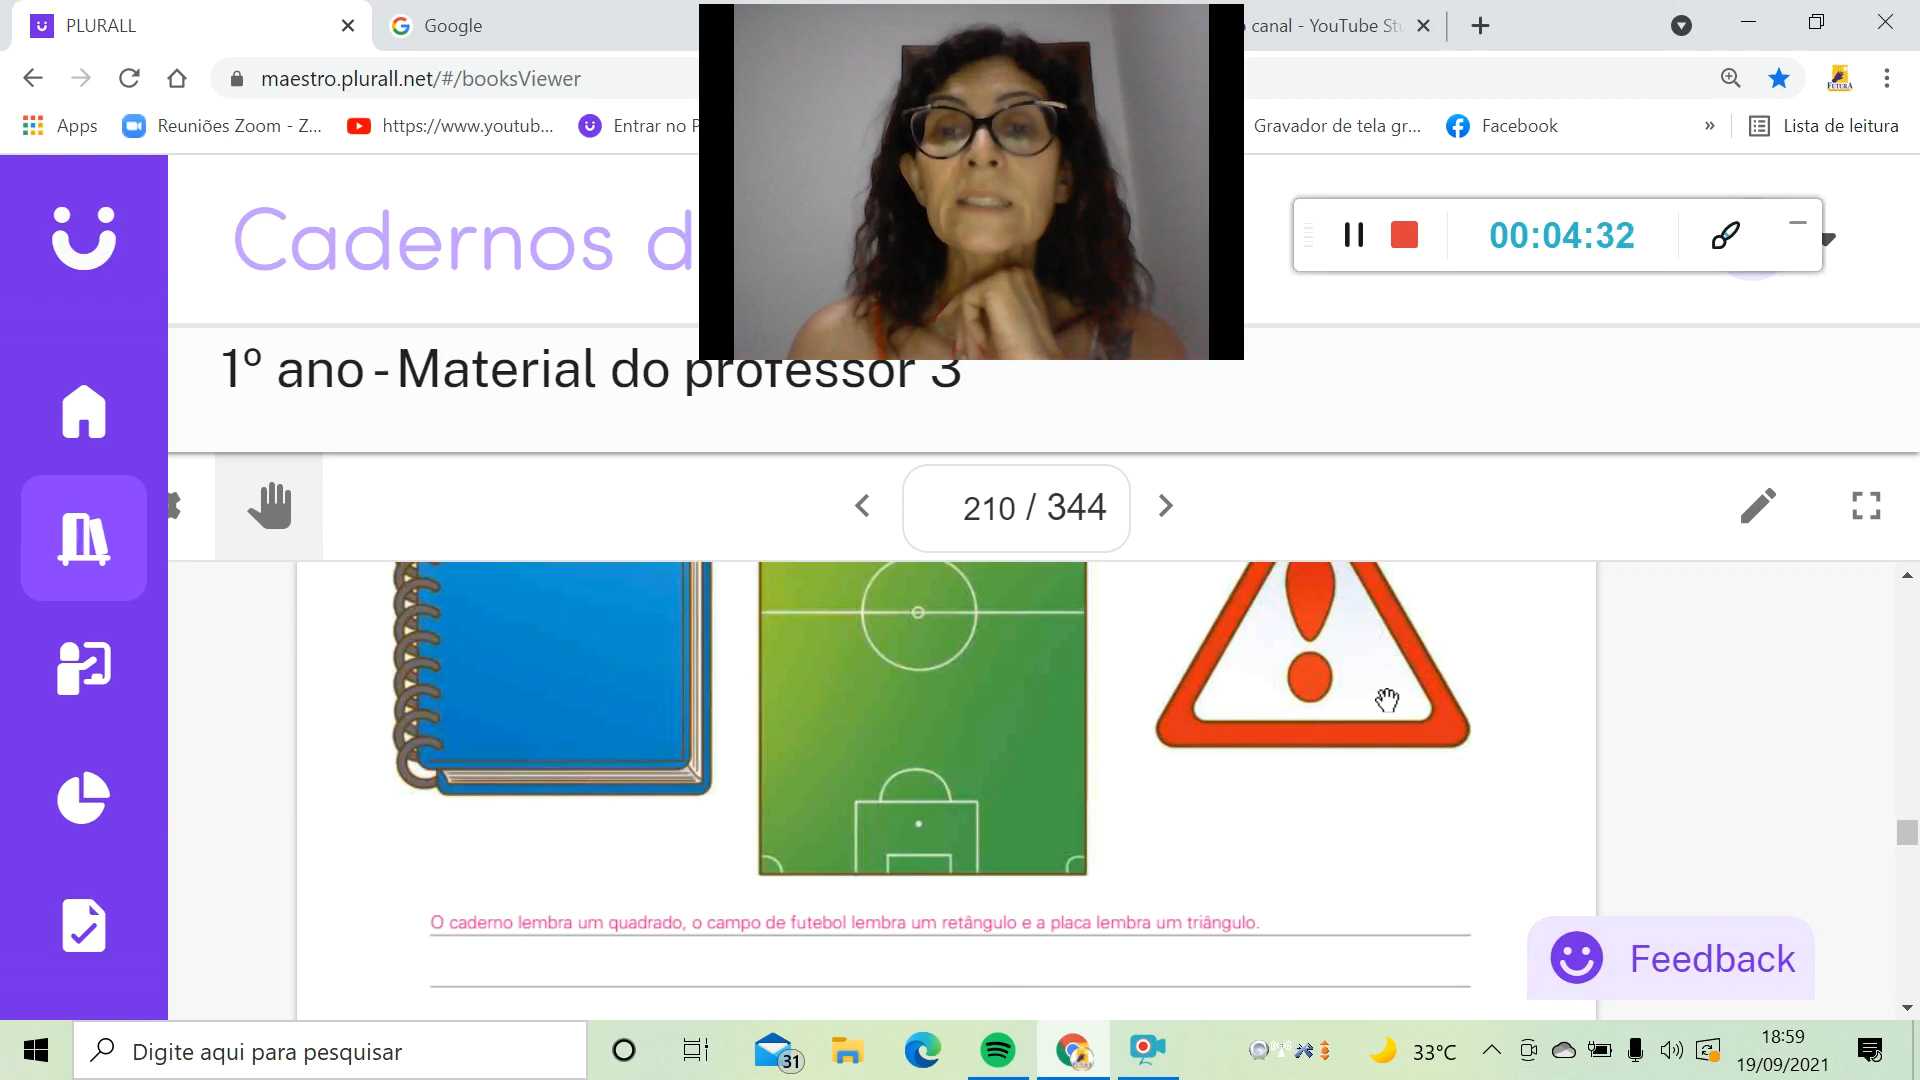 PLURALL
Google
canal - YouTube Stu
maestro.plurall.net/#/booksViewer
Apps
Reuniões Zoom - Z...
https://www.youtub...
Entrar no P
Gravador de tela gr...
Facebook
»
Lista de leitura
FUTURA
Cadernos d
00:04:32
1º ano - Material do professor 3
210 / 344
O caderno lembra um quadrado, o campo de futebol lembra um retângulo e a placa lembra um triângulo.
Feedback
Digite aqui para pesquisar
31
33°C
18:59
19/09/2021